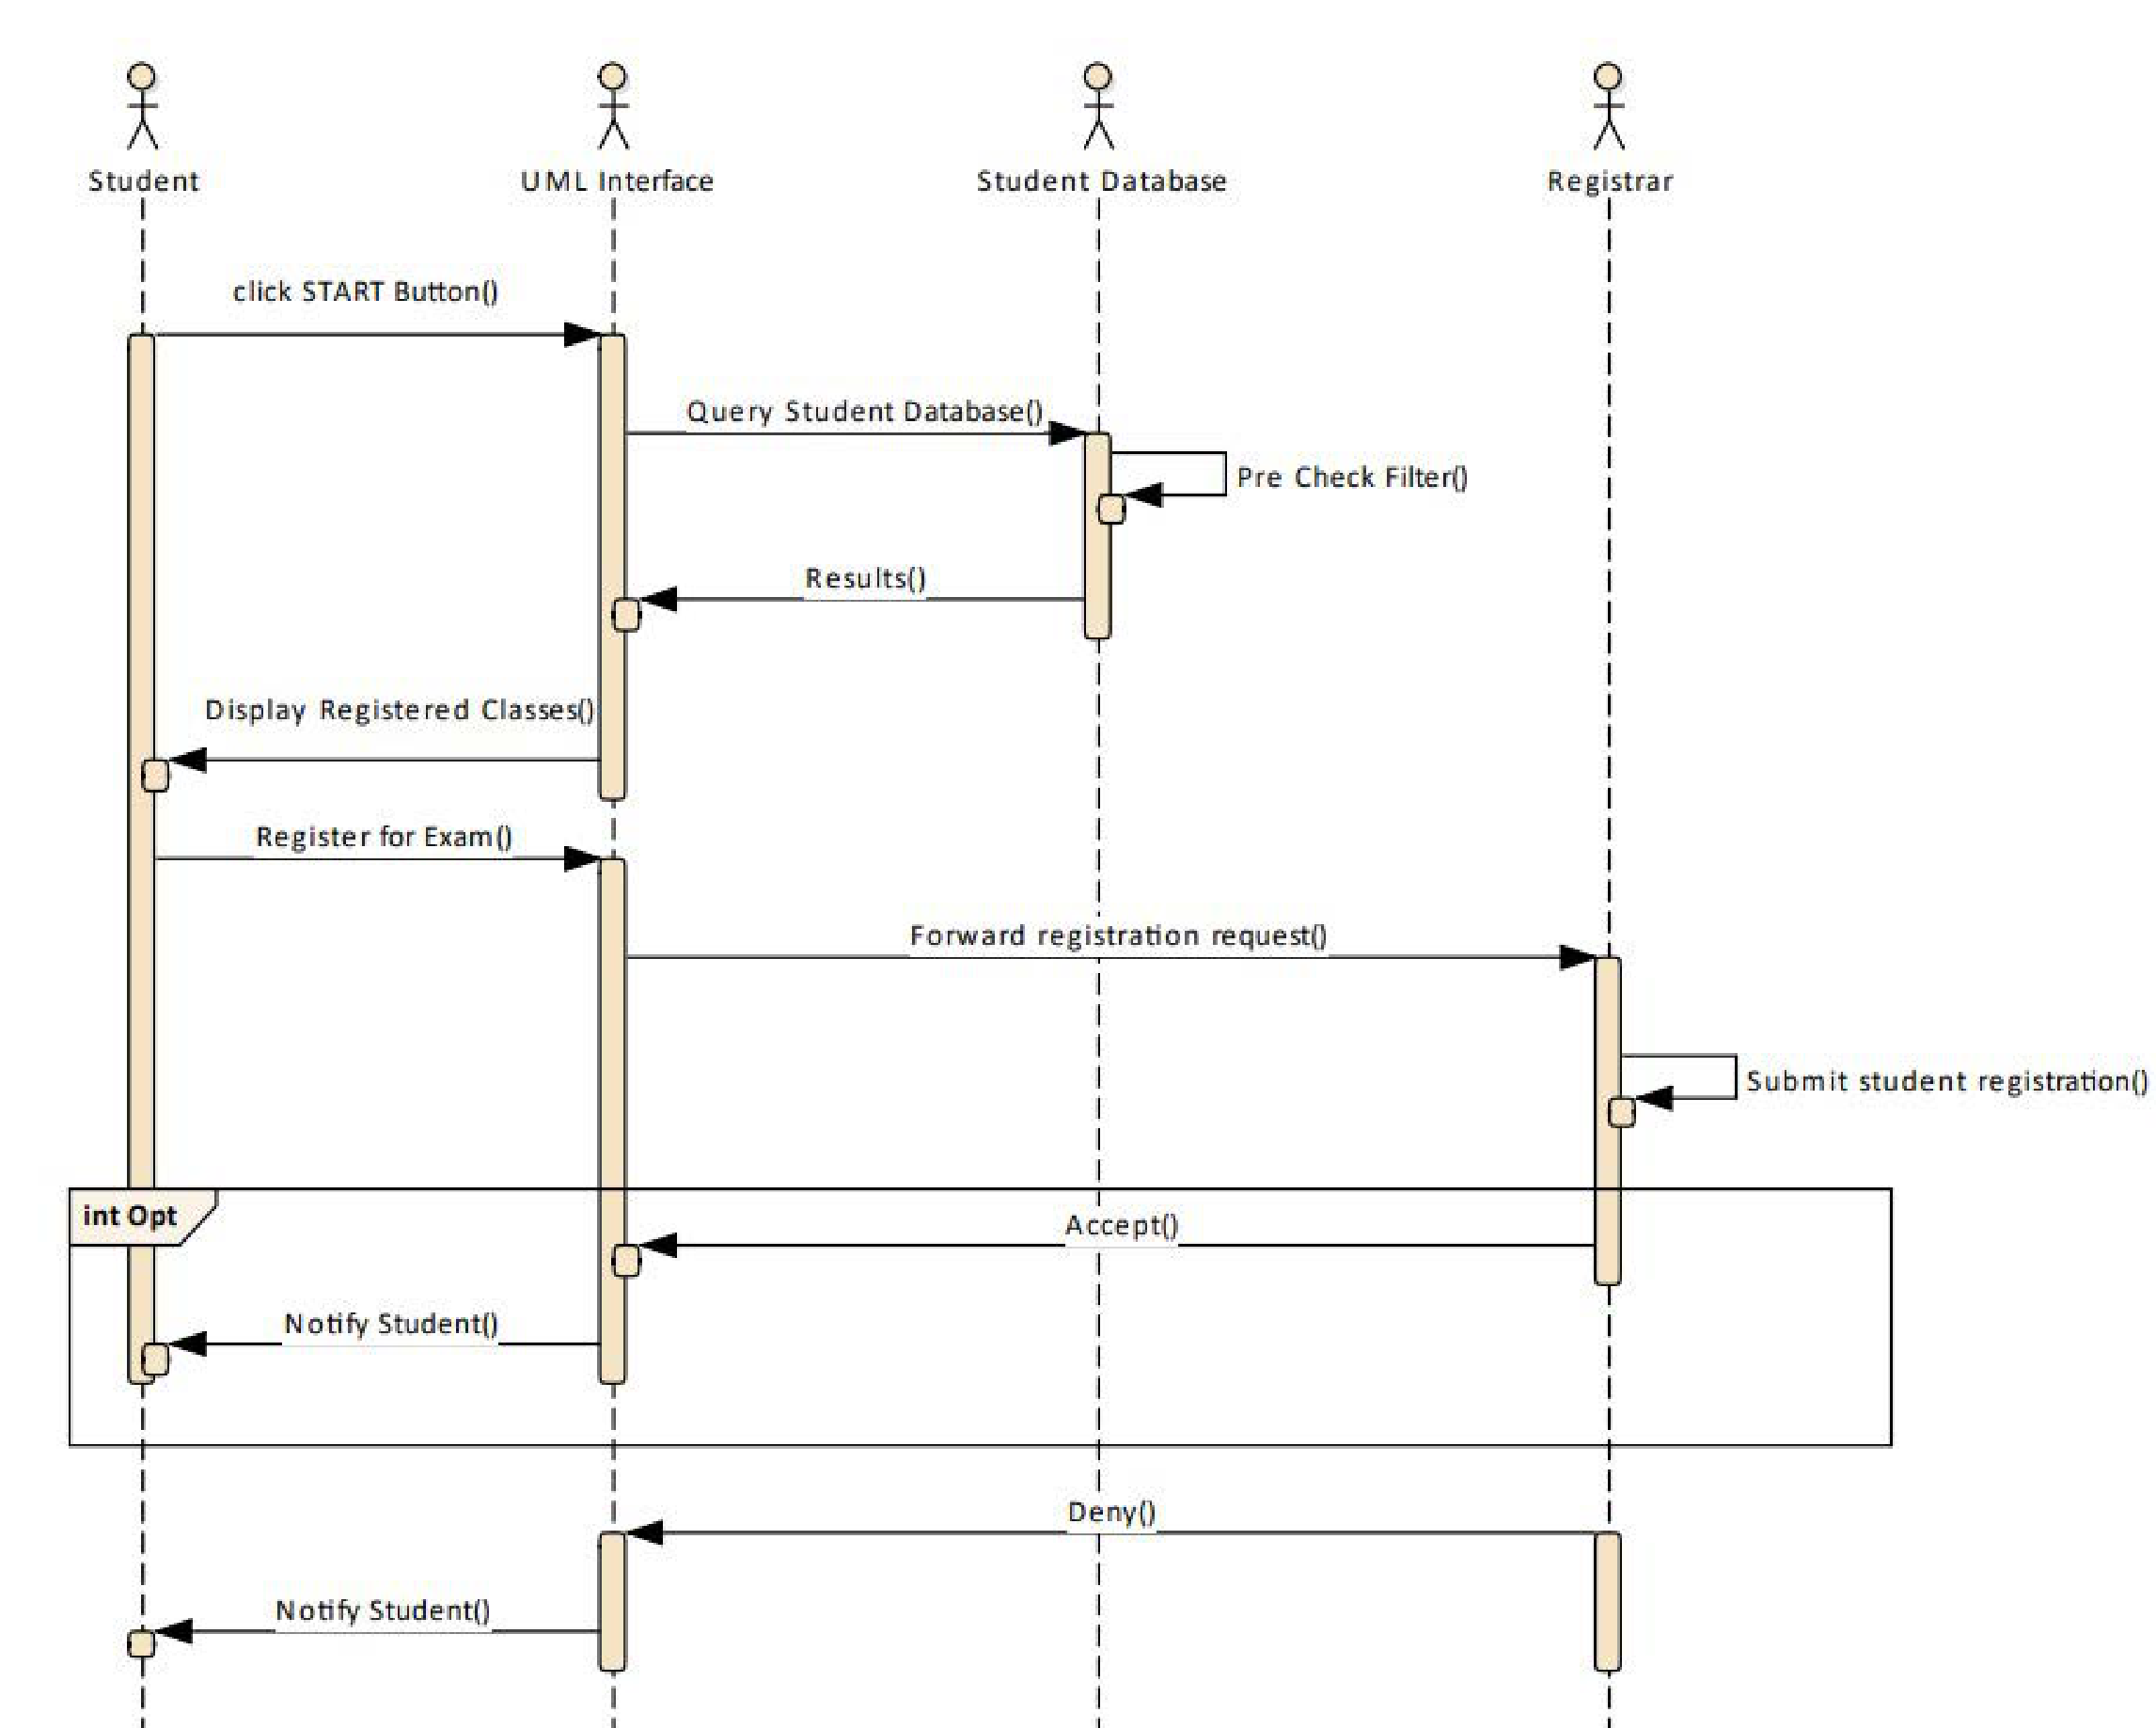 Student
UML Interface
Student Database
Registrar
click START Button()
Query Student Database()
Pre Check Filter()
Results()
Display Registered Classes()
Register for Exam()
Forward registration request()
Submit student registration()
int Opt
Accept()
Notify Student()
Deny()
Notify Student()